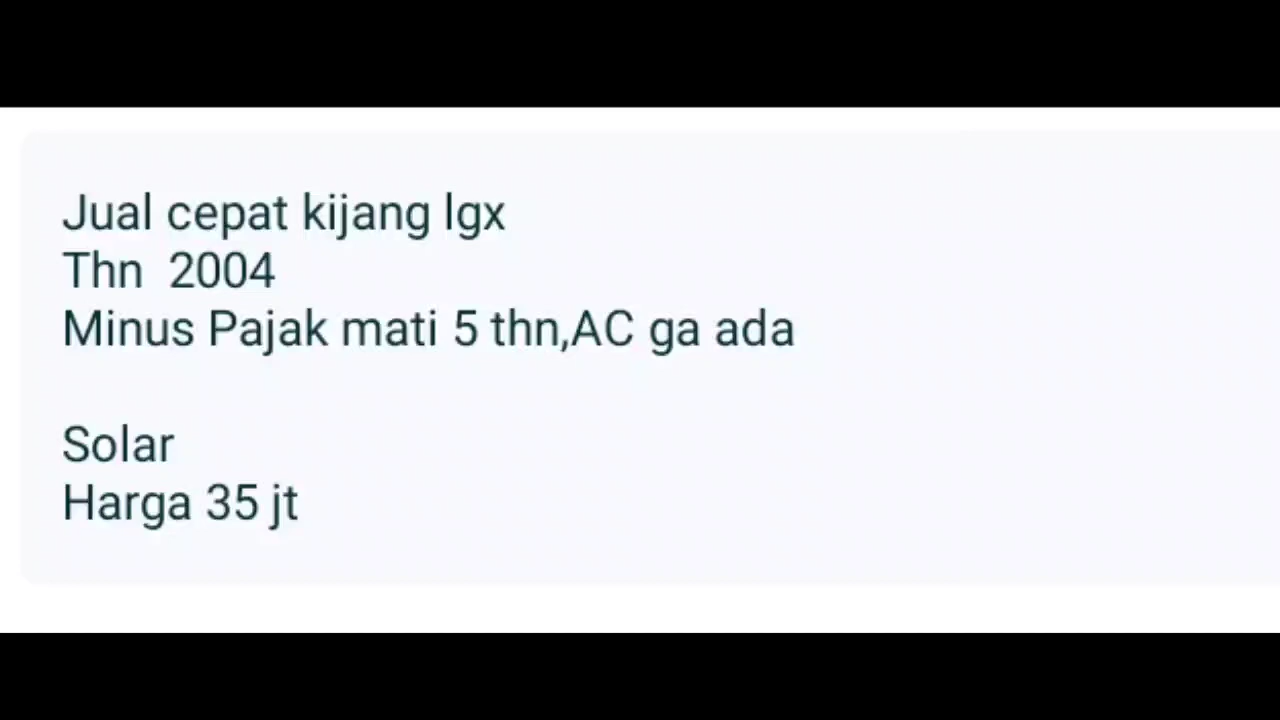 Jual cepat kijang lgx
Thn  2004
Minus Pajak mati 5 thn,AC ga ada
Solar
Harga 35 jt